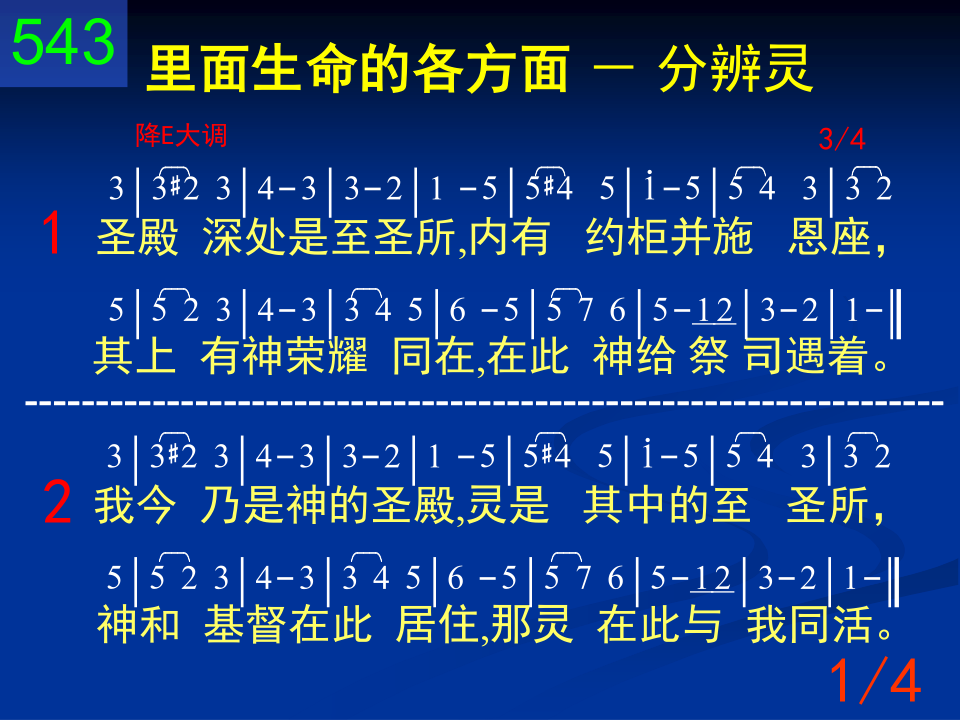 543
里面生命的各方面 － 分辨灵
降E大调 3/4
3|3#2 3|4-3|3-2|1 -5|5#4 5|i-5|5 4 3|3 2
1 圣殿 深处是至圣所,内有 约柜并施 恩座，
5|5 2 3|4-3|3 4 5|6 -5|5 7 6|5-12|3-2|1-‖
其上 有神荣耀 同在,在此 神给 祭 司遇着。
-----------------------------------------------------------------
3|3#2 3|4-3|3-2|1 -5|5#4 5|i-5|5 4 3|3 2
2 我今 乃是神的圣殿,灵是 其中的至 圣所，
5|5 2 3|4-3|3 4 5|6 -5|5 7 6|5-12|3-2|1-‖
神和 基督在此 居住,那灵 在此与 我同活。
1/4